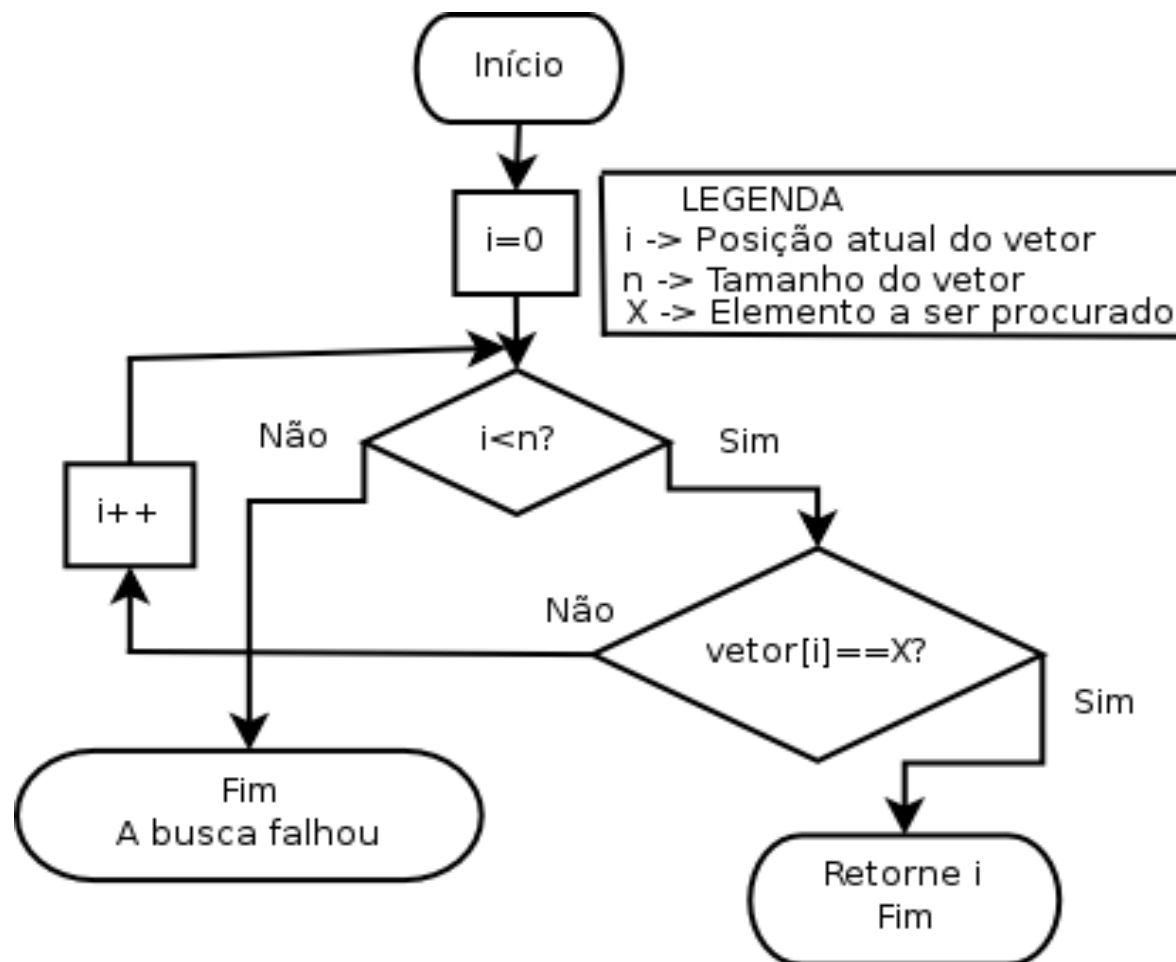 Início
i=0
LEGENDA
i -> Posição atual do vetor
n -> Tamanho do vetor
X -> Elemento a ser procurado
Não
i<n?
Sim
i++
Não
vetor[i]==X?
Sim
Fim
A busca falhou
Retorne i
Fim